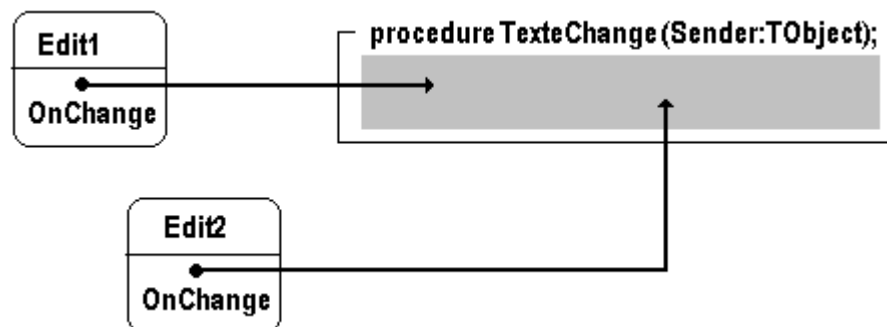 Edit1
OnChange
procedure TexteChange(Sender:TObject);
Edit2
OnChange